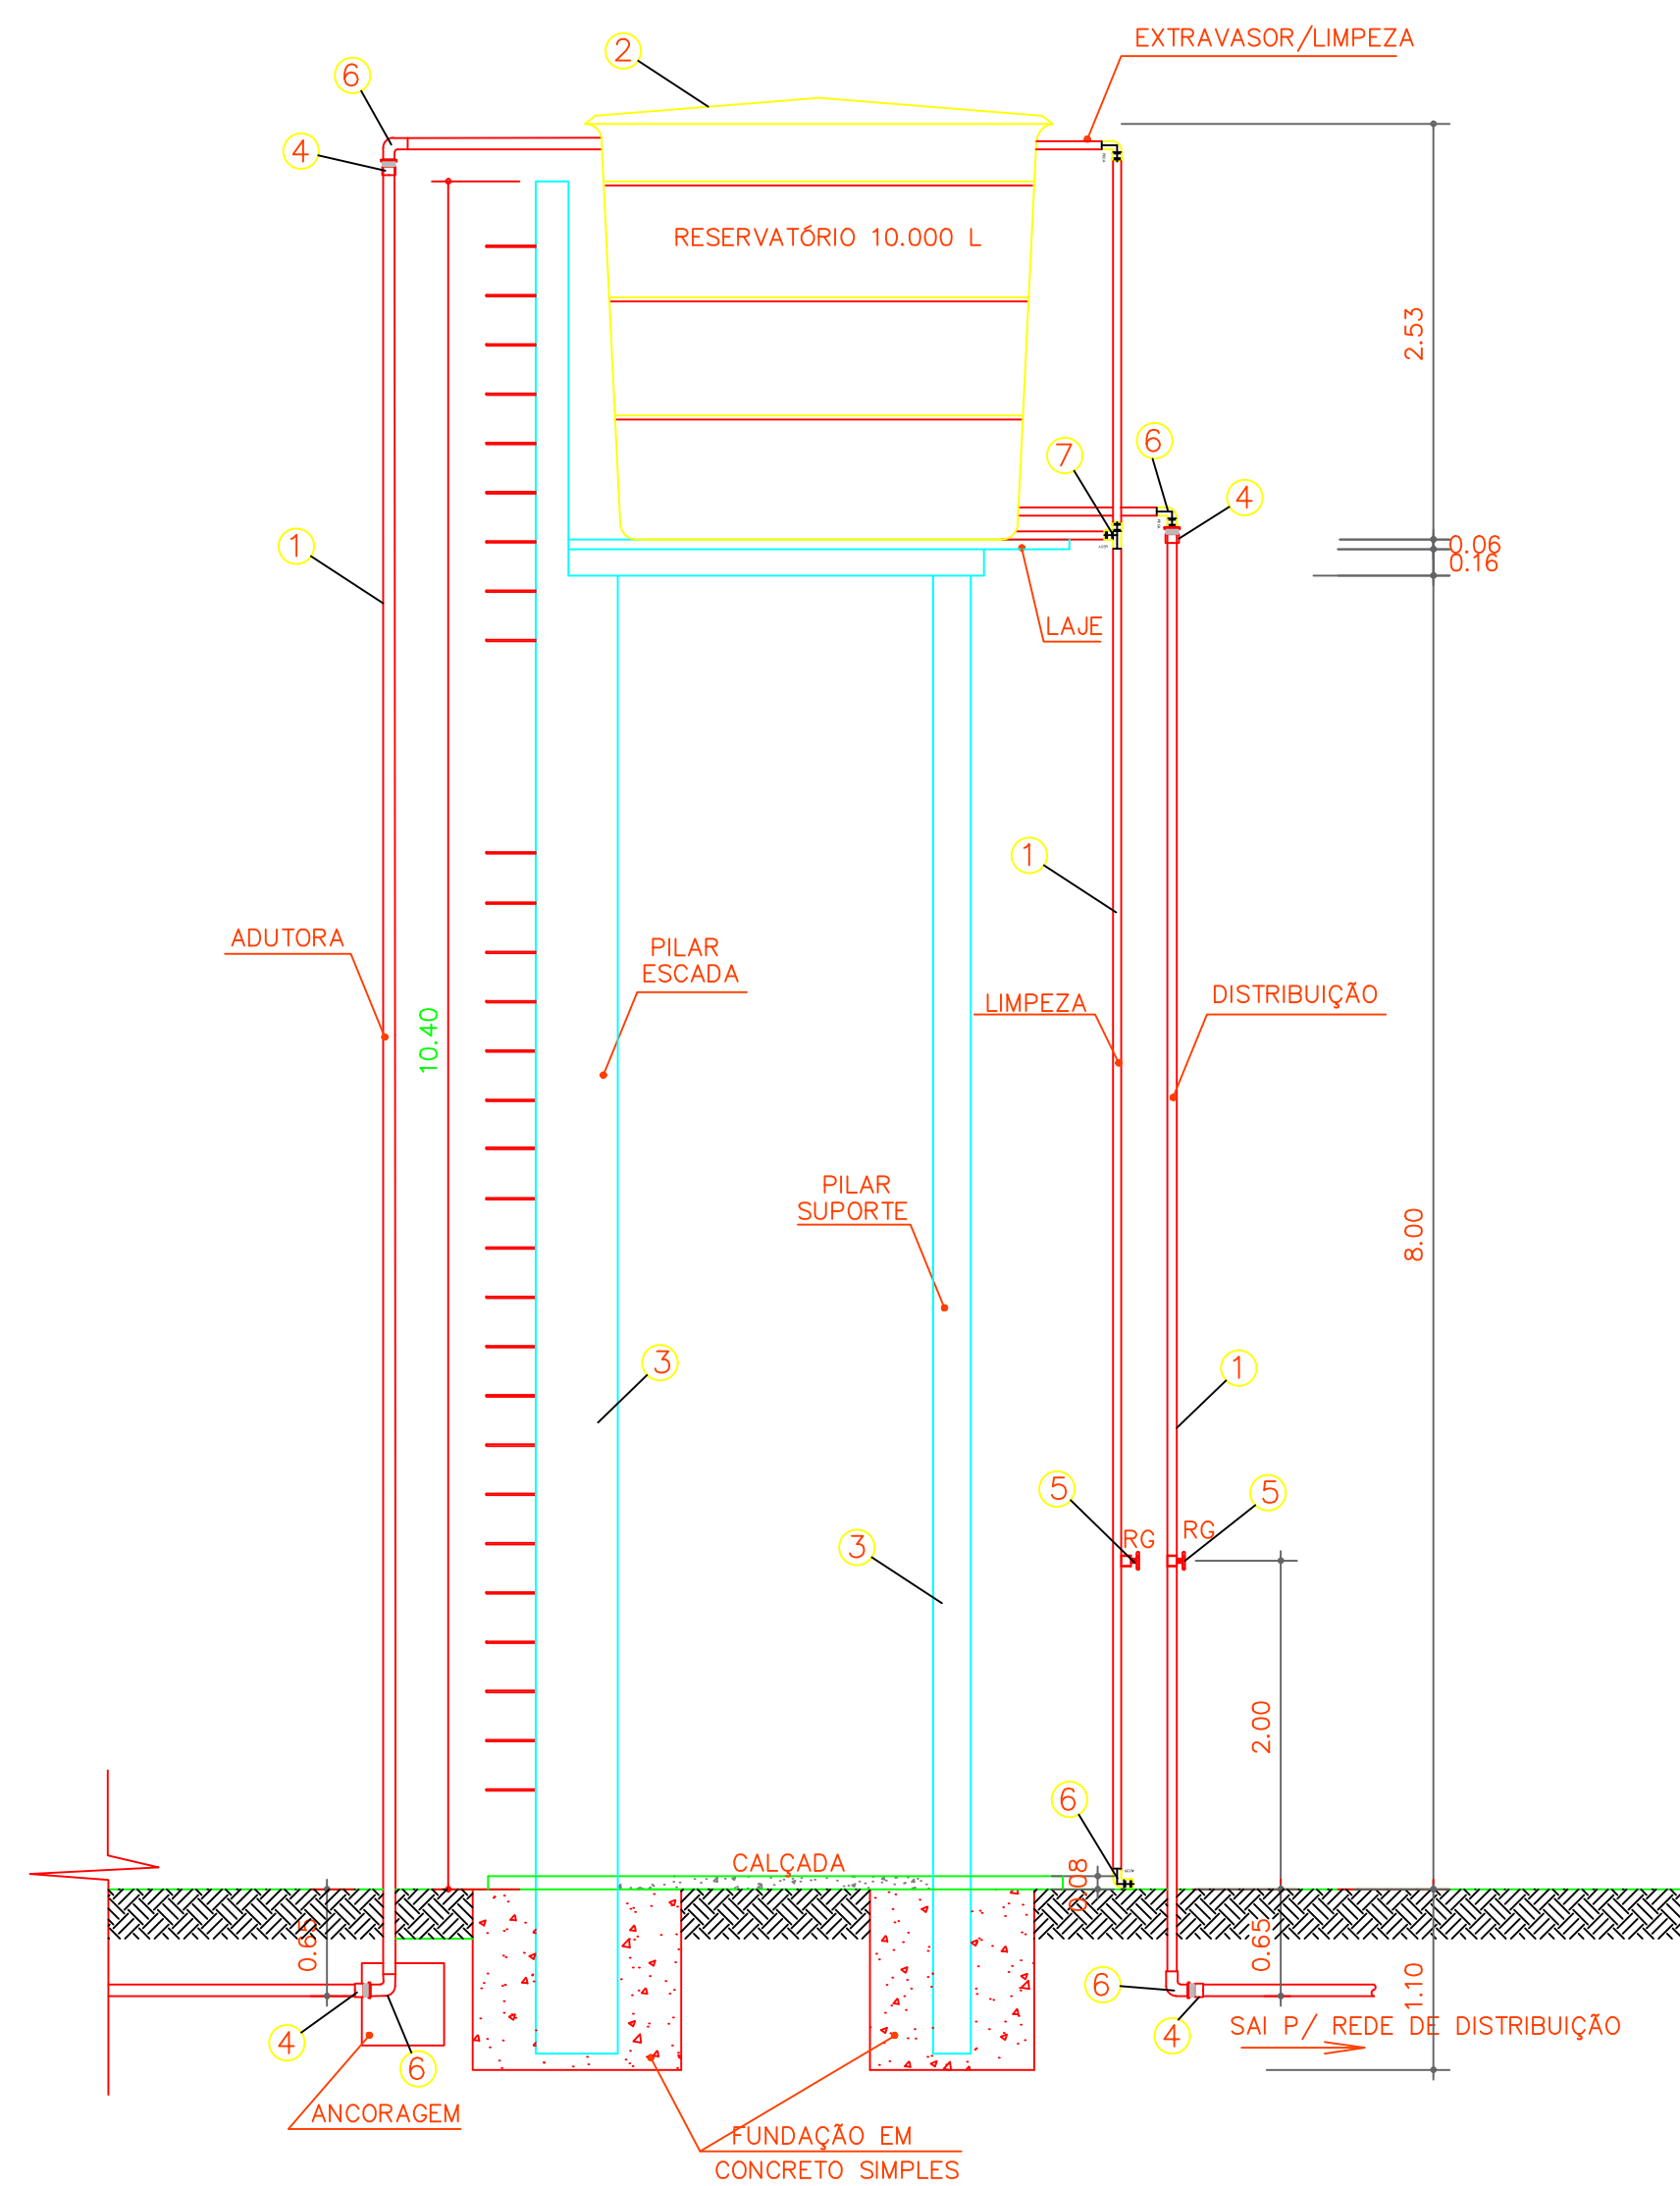 EXTRAVASOR/LIMPEZA
2
6
4
RESERVATÓRIO 10.000 L
2.53
7
6
4
1
0.06
0.16
LAJE
1
ADUTORA
PILAR
ESCADA
LIMPEZA
DISTRIBUIÇÃO
10.40
PILAR
SUPORTE
8.00
3
1
5
5
RG
RG
3
2.00
6
CALÇADA
0.08
0.65
0.65
1.10
6
4
4
6
SAI P/ REDE DE DISTRIBUIÇÃO
ANCORAGEM
FUNDAÇÃO EM
CONCRETO SIMPLES